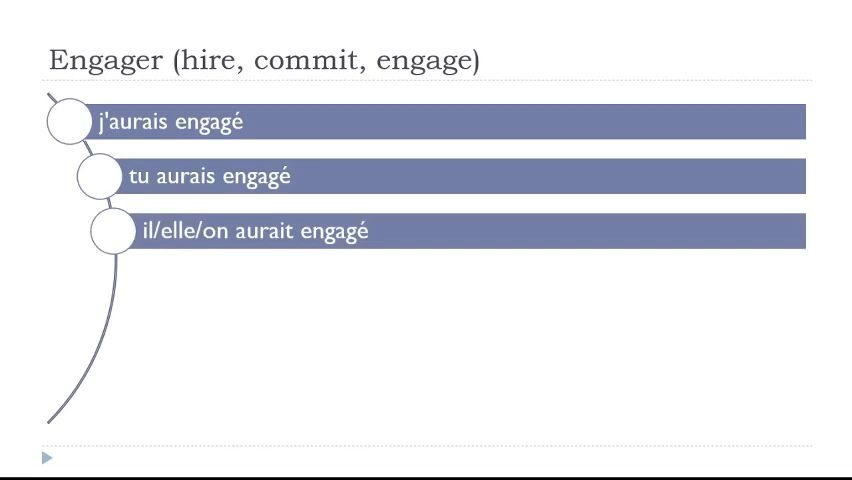 Engager (hire, commit, engage)
j'aurais engagé
tu aurais engagé
il/elle/on aurait engagé